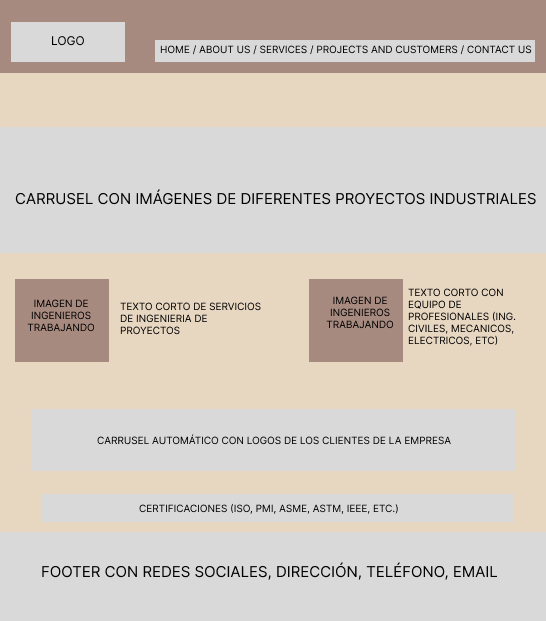 LOGO
HOME / ABOUT US / SERVICES / PROJECTS AND CUSTOMERS / CONTACT US
CARRUSEL CON IMÁGENES DE DIFERENTES PROYECTOS INDUSTRIALES
IMAGEN DE
INGENIEROS
TRABAJANDO
TEXTO CORTO DE SERVICIOS
DE INGENIERIA DE
PROYECTOS
IMAGEN DE
INGENIEROS
TRABAJANDO
TEXTO CORTO CON
EQUIPO DE
PROFESIONALES (ING.
CIVILES, MECANICOS,
ELECTRICOS, ETC)
CARRUSEL AUTOMÁTICO CON LOGOS DE LOS CLIENTES DE LA EMPRESA
CERTIFICACIONES (ISO, PMI, ASME, ASTM, IEEE, ETC.)
FOOTER CON REDES SOCIALES, DIRECCIÓN, TELÉFONO, EMAIL